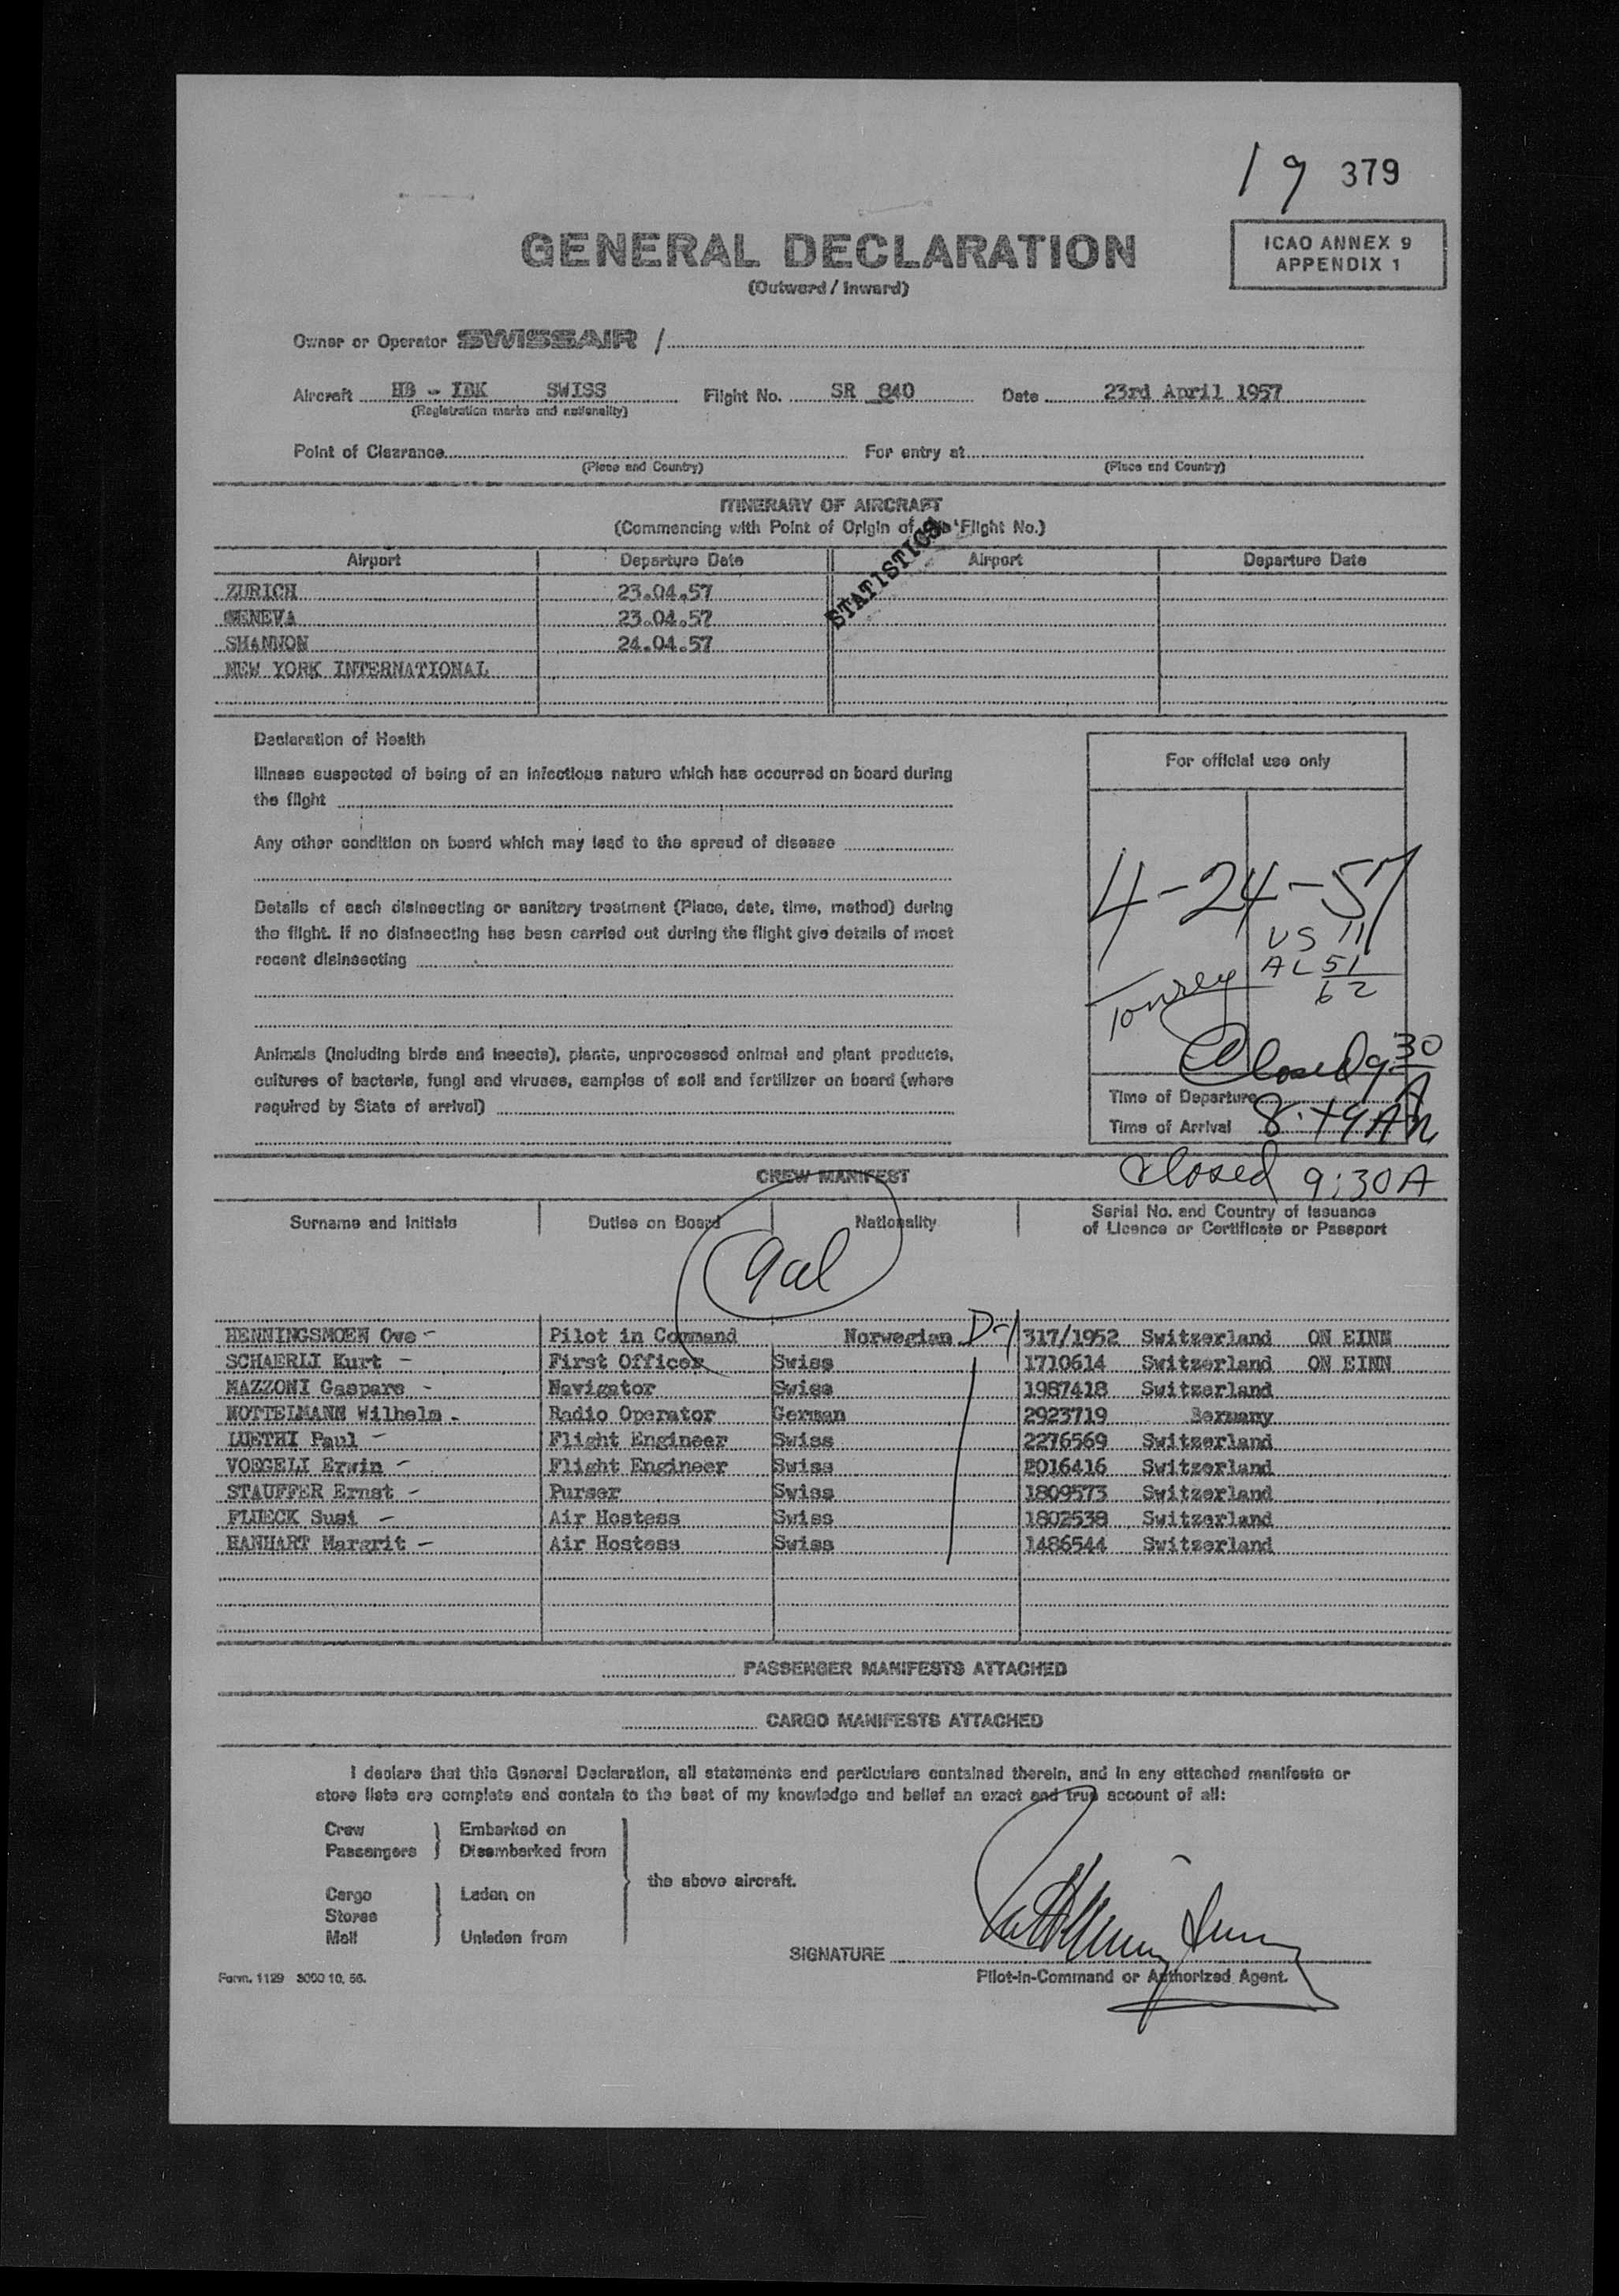 19 379
GENERAL DECLARATION
(Outward / Inward)
ICAO ANNEX 9
APPENDIX 1
Owner or Operator SWISSAIR /
Aircraft HB - IBK SWISS Flight No. SR 840 Date 23rd April 1957
(Registration marks and nationality)
Point of Clearance For entry at
(Place and Country) (Place and Country)
ITINERARY OF AIRCRAFT
(Commencing with Point of Origin of Flight No.)
STATISTICS
Airport Departure Date Airport Departure Date
ZURICH 23.04.57
GENEVA 23.04.57
SHANNON 24.04.57
NEW YORK INTERNATIONAL
Declaration of Health
Illness suspected of being of an infectious nature which has occurred on board during
the flight
Any other condition on board which may lead to the spread of disease
Details of each disinsecting or sanitary treatment (Place, date, time, method) during
the flight. If no disinsecting has been carried out during the flight give details of most
recent disinsecting
Animals (including birds and insects), plants, unprocessed animal and plant products,
cultures of bacteria, fungi and viruses, samples of soil and fertilizer on board (where
required by State of arrival)
For official use only
4-24-57
US 11
AL 51
62
Closed 9 30 A
Time of Departure
Time of Arrival 8:49 AM
Closed 9:30 A
CREW MANIFEST
Surname and Initials Duties on Board Nationality Serial No. and Country of Issuance
of Licence or Certificate or Passport
9 al
HENNINGSMOEN Ove - Pilot in Command Norwegian D-1 317/1952 Switzerland ON EINN
SCHAERLI Kurt - First Officer Swiss 1710614 Switzerland ON EINN
MAZZONI Gaspare - Navigator Swiss 1987418 Switzerland
NOTTELMANN Wilhelm - Radio Operator German 2923719 Germany
LUETHI Paul - Flight Engineer Swiss 2276569 Switzerland
VOEGELI Erwin - Flight Engineer Swiss 2016416 Switzerland
STAUFFER Ernst - Purser Swiss 1809573 Switzerland
FLUECK Susi - Air Hostess Swiss 1802538 Switzerland
HANHART Margrit - Air Hostess Swiss 1486544 Switzerland
PASSENGER MANIFESTS ATTACHED
CARGO MANIFESTS ATTACHED
I declare that this General Declaration, all statements and particulars contained therein, and in any attached manifests or
store lists are complete and contain to the best of my knowledge and belief an exact and true account of all:
Crew Embarked on
Passengers Disembarked from
the above aircraft.
Cargo Laden on
Stores
Mail Unladen from
SIGNATURE
Pilot-in-Command or Authorized Agent.
Form. 1129 3000 10. 56.